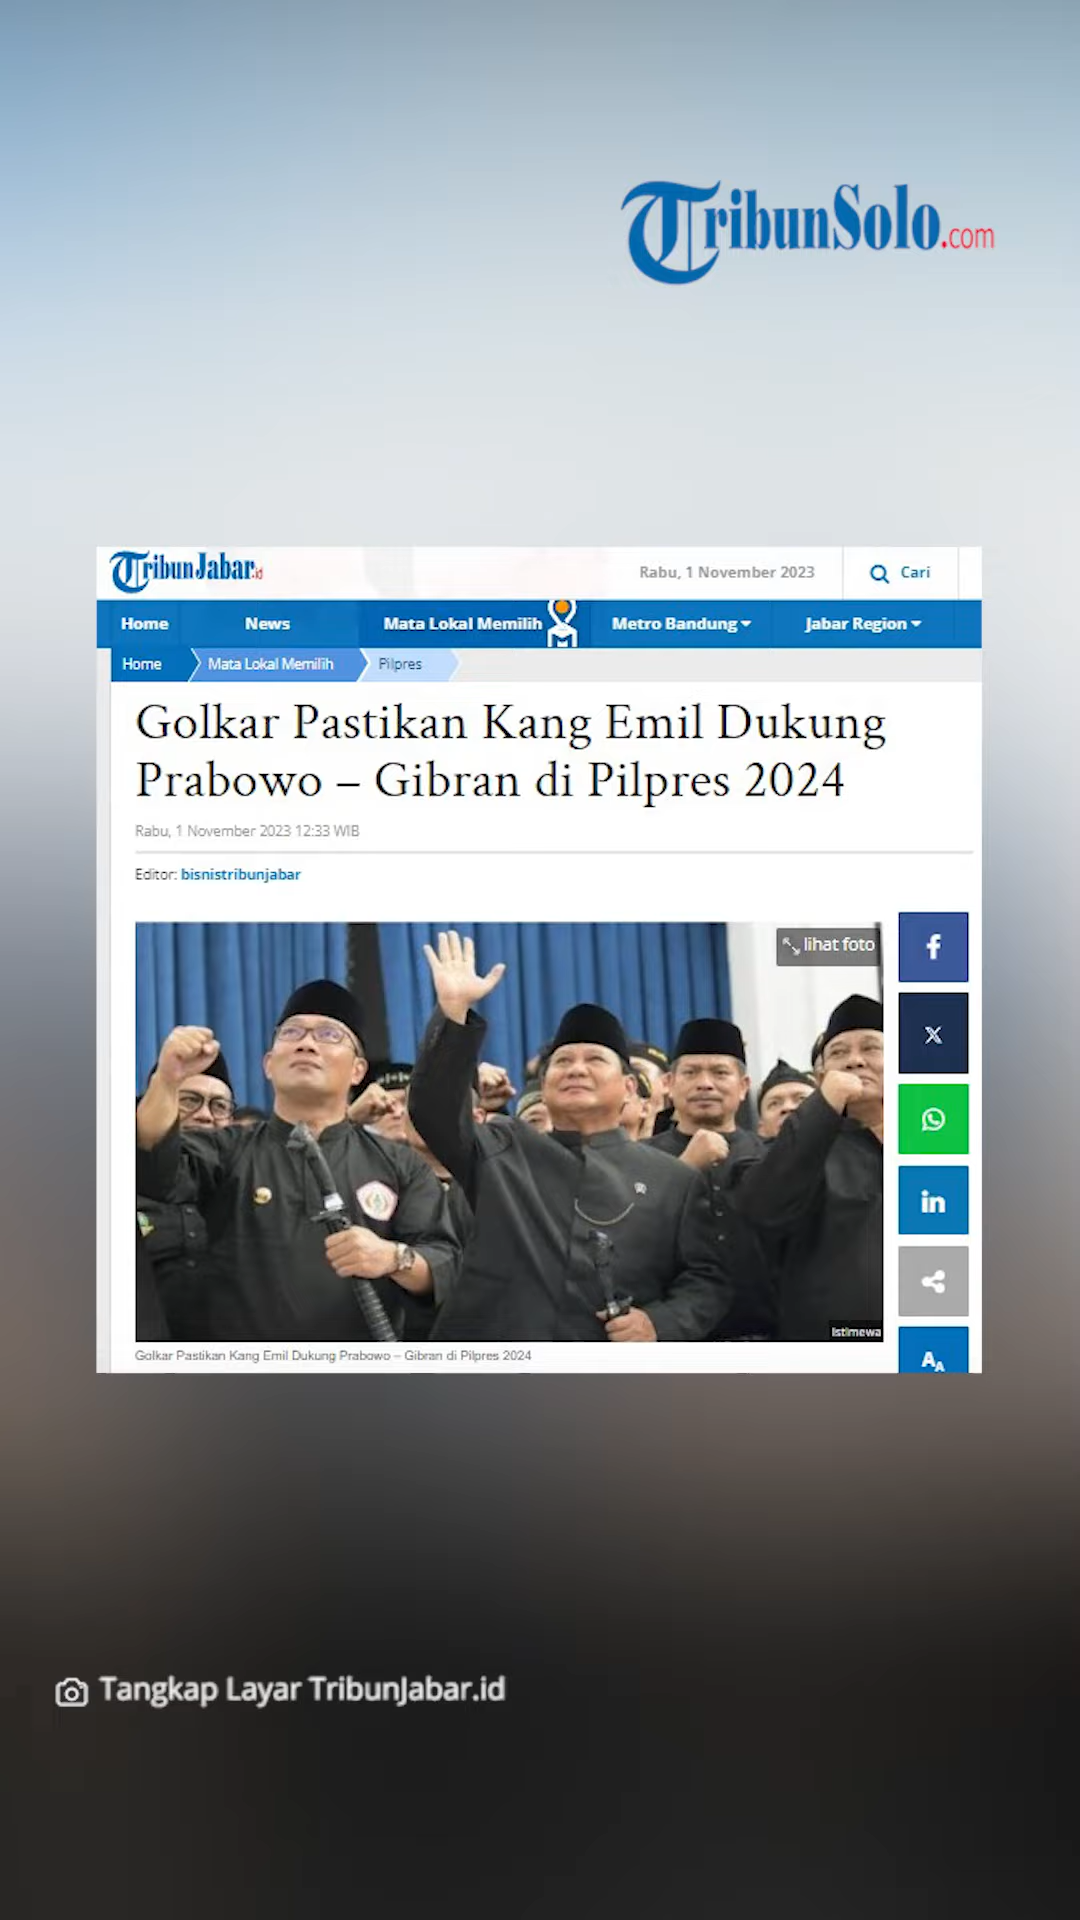 TribunSolo.com
TribunJabar.id
Rabu, 1 November 2023
Cari
Home
News
Mata Lokal Memilih
Metro Bandung
Jabar Region
Home
Mata Lokal Memilih
Pilpres
Golkar Pastikan Kang Emil Dukung
Prabowo – Gibran di Pilpres 2024
Rabu, 1 November 2023 12:33 WIB
Editor: bisnistribunjabar
lihat foto
Istimewa
Golkar Pastikan Kang Emil Dukung Prabowo – Gibran di Pilpres 2024
AA
Tangkap Layar TribunJabar.id